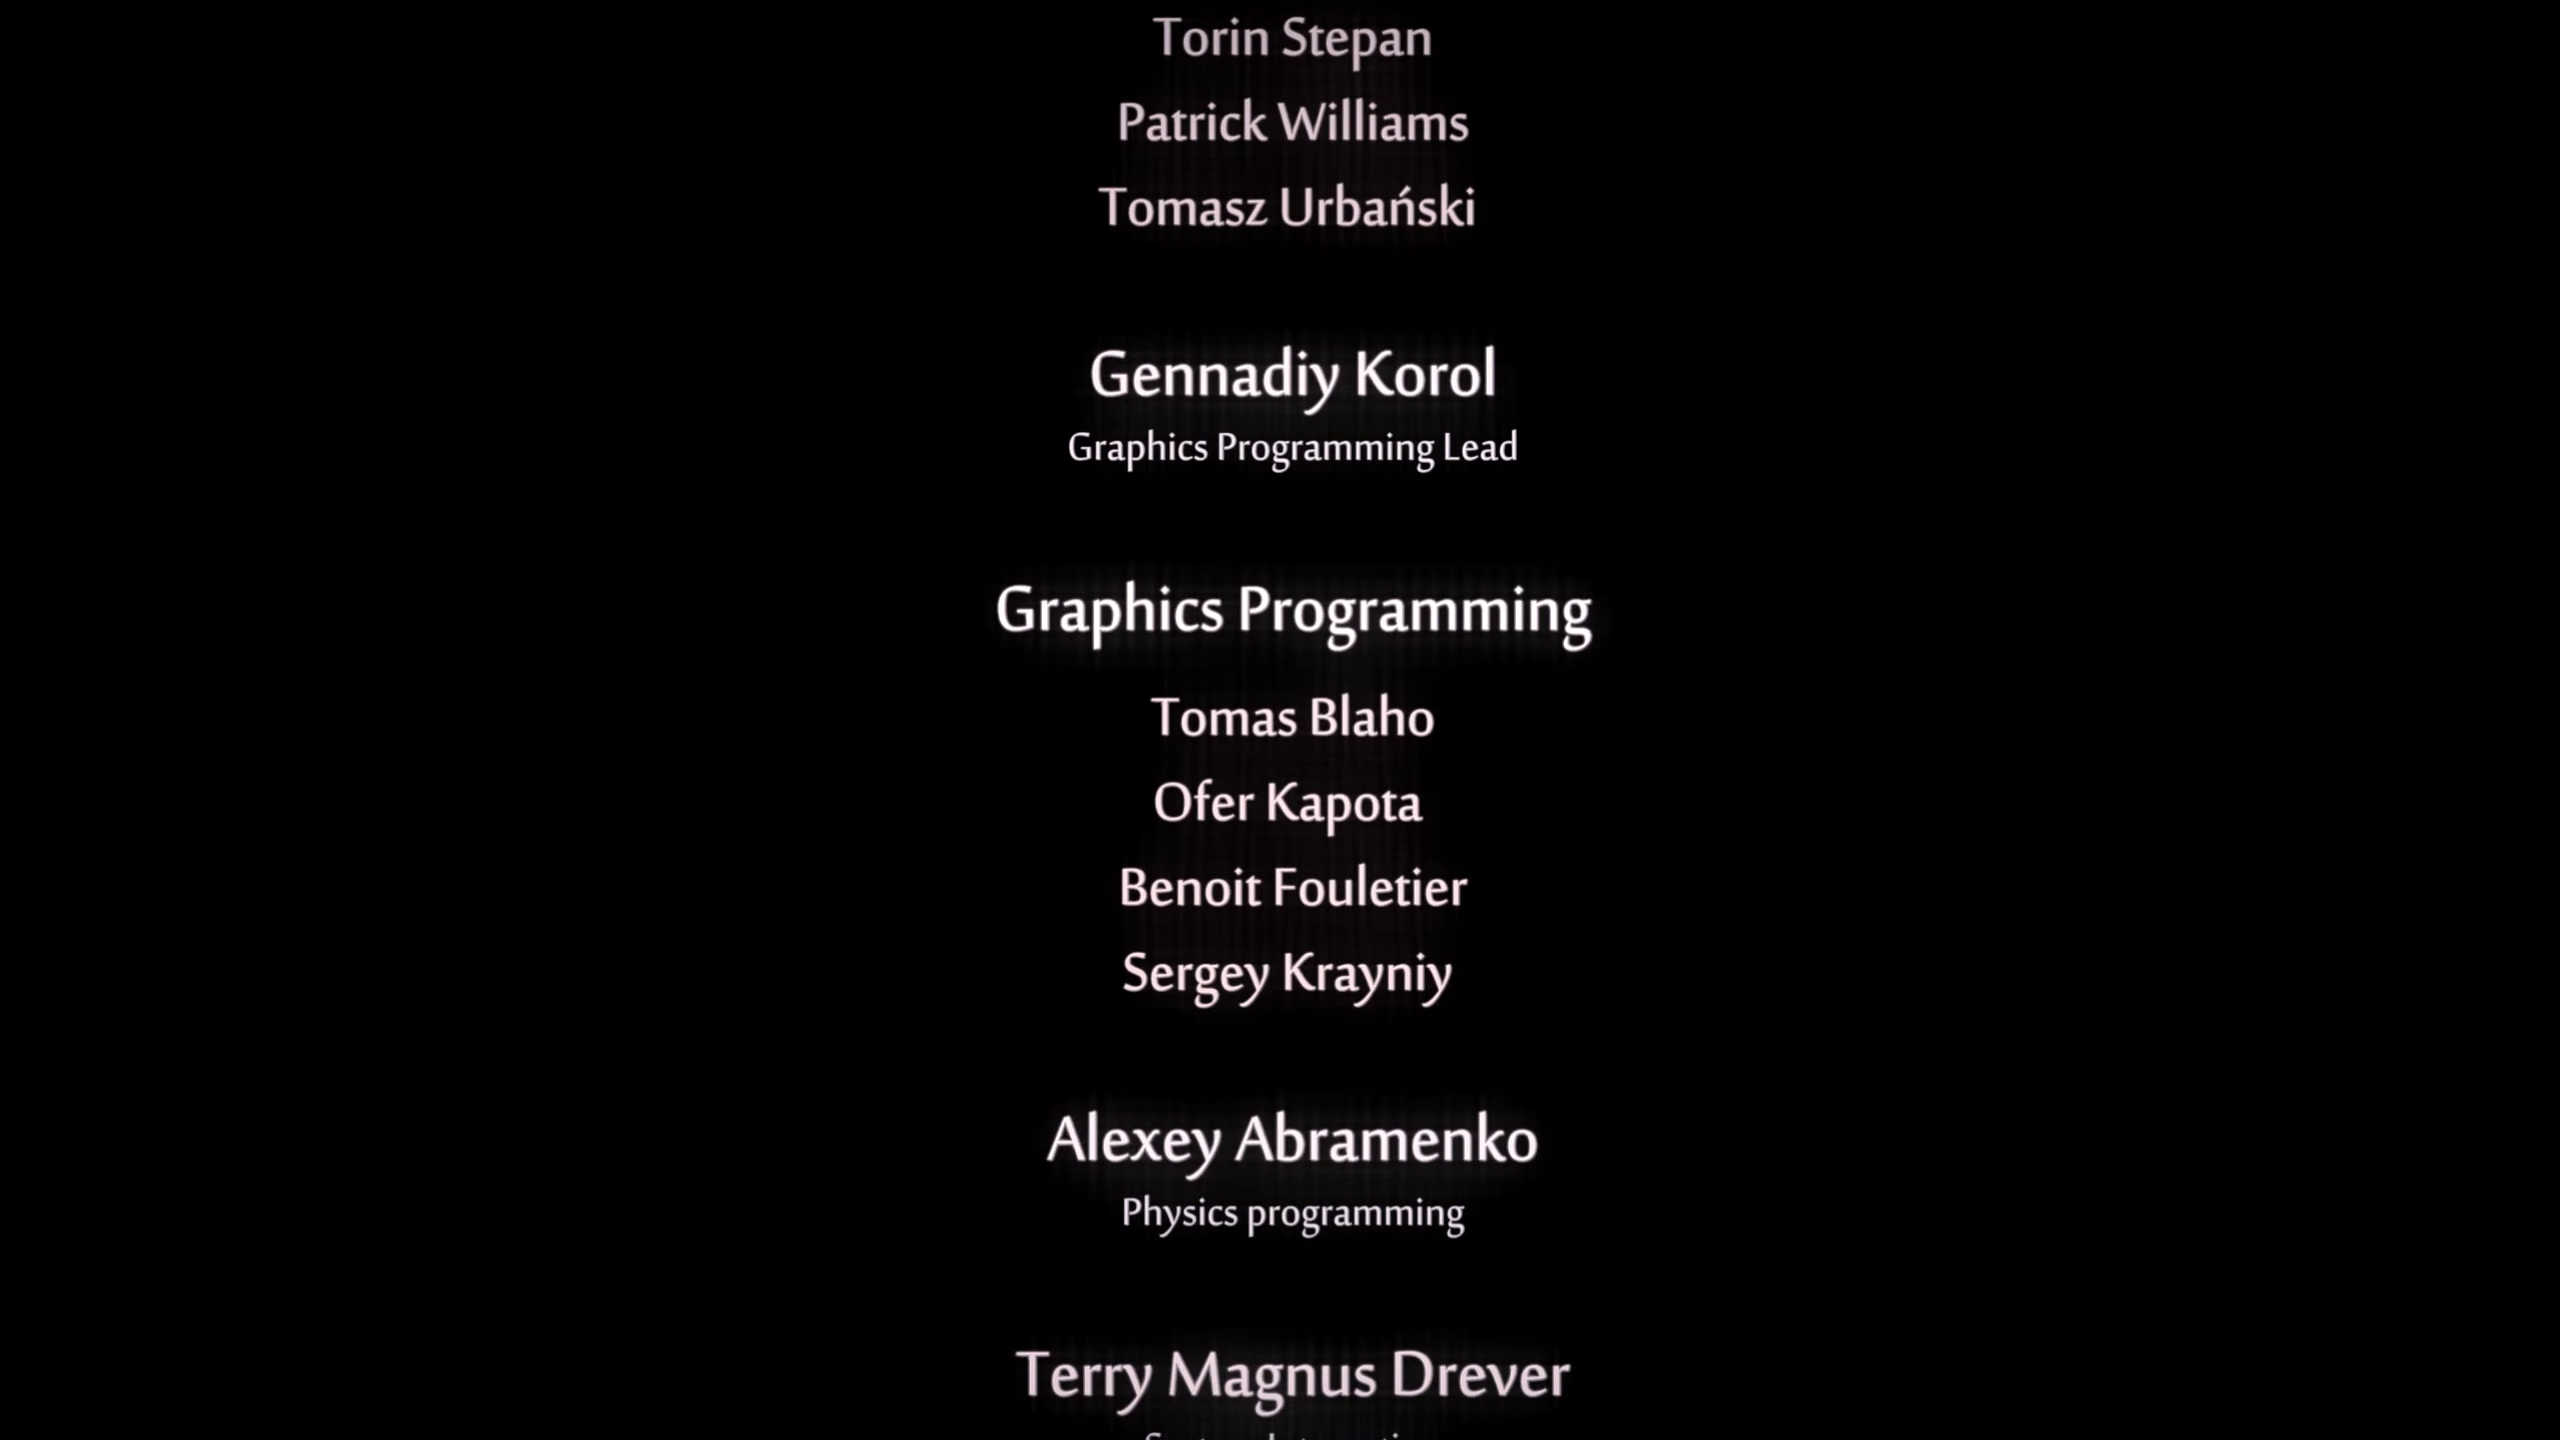 Torin Stepan
Patrick Williams
Tomasz Urbański
Gennadiy Korol
Graphics Programming Lead
Graphics Programming
Tomas Blaho
Ofer Kapota
Benoit Fouletier
Sergey Krayniy
Alexey Abramenko
Physics programming
Terry Magnus Drever